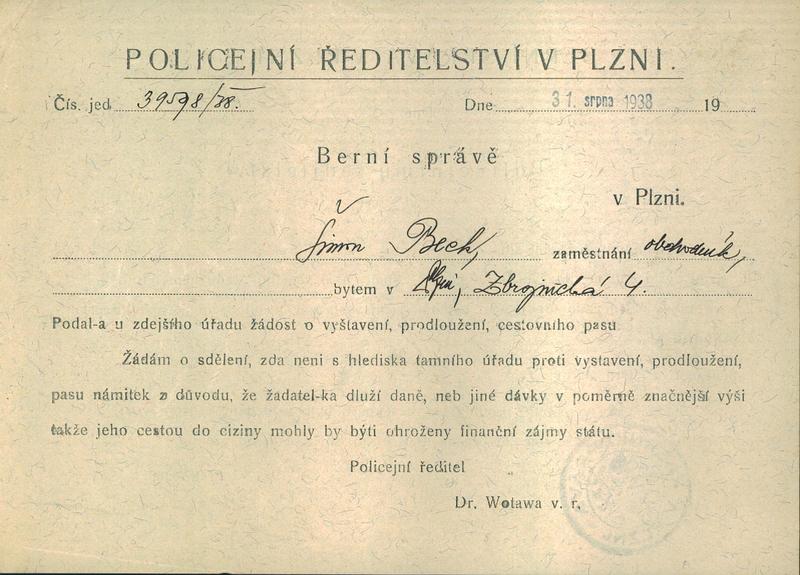 POLICEJNÍ ŘEDITELSTVÍ V PLZNI.
Čís. jed. 39598/38. Dne 31. srpna 1938 19
Berní správě
v Plzni.
Šimon Beck, zaměstnání obchodník,
bytem v Plzni, Zbrojnická 4.
Podal-a u zdejšího úřadu žádost o vyštavení, prodloužení, cestovního pasu
Žádám o sdělení, zda neni s hlediska tamního úřadu proti vystavení, prodloužení,
pasu námitek z důvodu, že žadatel-ka dluží daně, neb jiné dávky v poměrně značnější výši
takže jeho cestou do ciziny mohly by býti ohroženy finanční zájmy státu.
Policejní ředitel
Dr. Wotawa v. r.